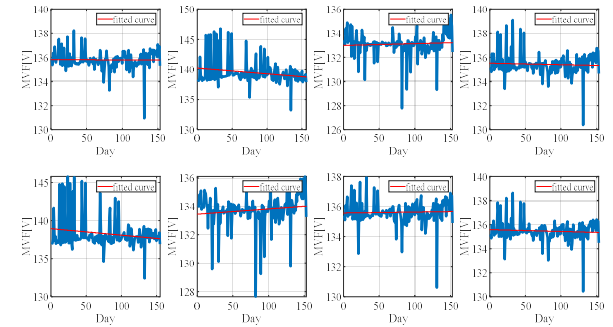 140 fitted curve
138
136
134
132
130
0 50 100 150
Day
MVF[V]
150 fitted curve
145
140
135
130
0 50 100 150
Day
MVF[V]
136 fitted curve
134
132
130
128
126
0 50 100 150
Day
MVF[V]
140 fitted curve
138
136
134
132
130
0 50 100 150
Day
MVF[V]
145 fitted curve
140
135
130
0 50 100 150
Day
MVF[V]
136 fitted curve
134
132
130
128
0 50 100 150
Day
MVF[V]
138 fitted curve
136
134
132
130
0 50 100 150
Day
MVF[V]
140 fitted curve
138
136
134
132
130
0 50 100 150
Day
MVF[V]